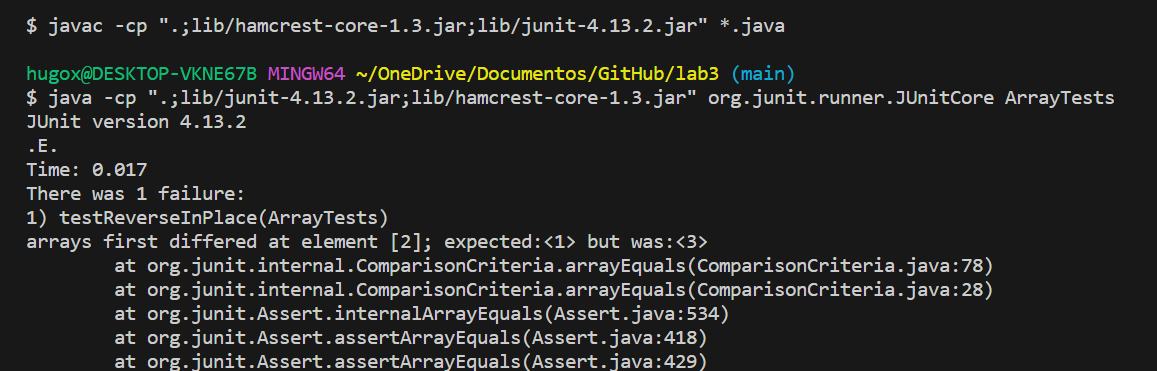 $ javac -cp ".;lib/hamcrest-core-1.3.jar;lib/junit-4.13.2.jar" *.java
hugox@DESKTOP-VKNE67B MINGW64 ~/OneDrive/Documentos/GitHub/lab3 (main)
$ java -cp ".;lib/junit-4.13.2.jar;lib/hamcrest-core-1.3.jar" org.junit.runner.JUnitCore ArrayTests
JUnit version 4.13.2
.E.
Time: 0.017
There was 1 failure:
1) testReverseInPlace(ArrayTests)
arrays first differed at element [2]; expected:<1> but was:<3>
at org.junit.internal.ComparisonCriteria.arrayEquals(ComparisonCriteria.java:78)
at org.junit.internal.ComparisonCriteria.arrayEquals(ComparisonCriteria.java:28)
at org.junit.Assert.internalArrayEquals(Assert.java:534)
at org.junit.Assert.assertArrayEquals(Assert.java:418)
at org.junit.Assert.assertArrayEquals(Assert.java:429)